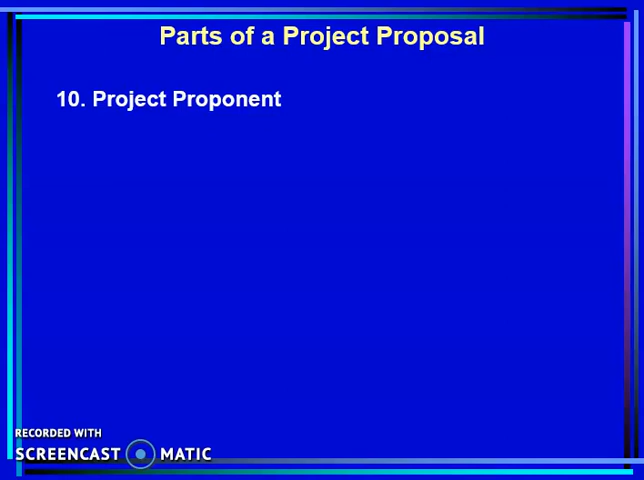 Parts of a Project Proposal
10. Project Proponent
RECORDED WITH
SCREENCAST MATIC